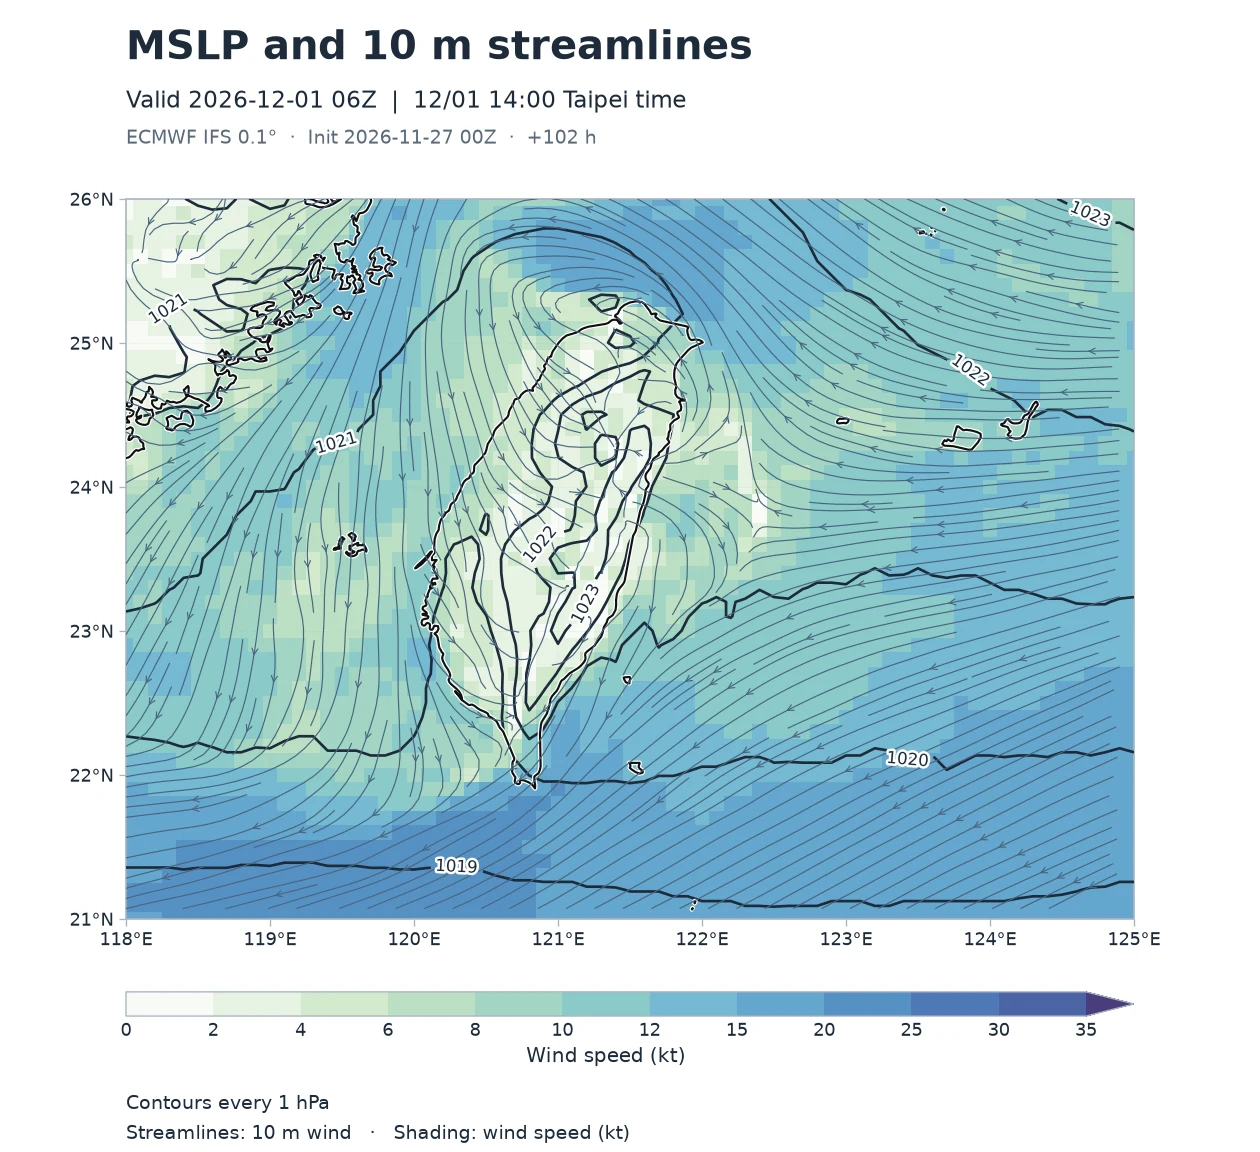 MSLP and 10 m streamlines
Valid 2026-12-01 06Z | 12/01 14:00 Taipei time
ECMWF IFS 0.1° · Init 2026-11-27 00Z · +102 h
26°N
1023
1021
25°N
1022
1021
24°N
1022
1023
23°N
22°N
1020
1019
21°N
118°E 119°E 120°E 121°E 122°E 123°E 124°E 125°E
0 2 4 6 8 10 12 15 20 25 30 35
Wind speed (kt)
Contours every 1 hPa
Streamlines: 10 m wind · Shading: wind speed (kt)